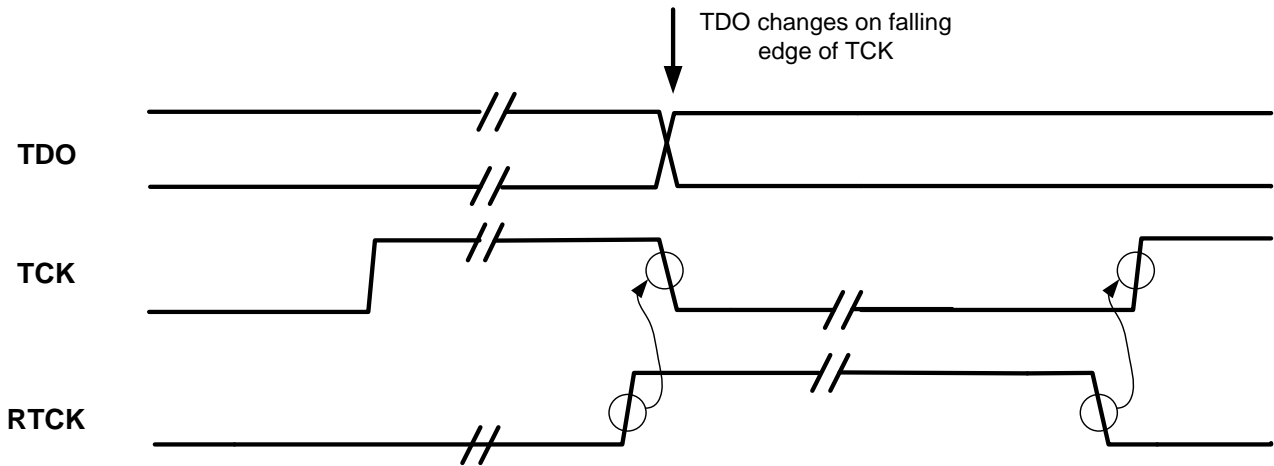 TDO changes on falling
edge of TCK
TDO
TCK
RTCK